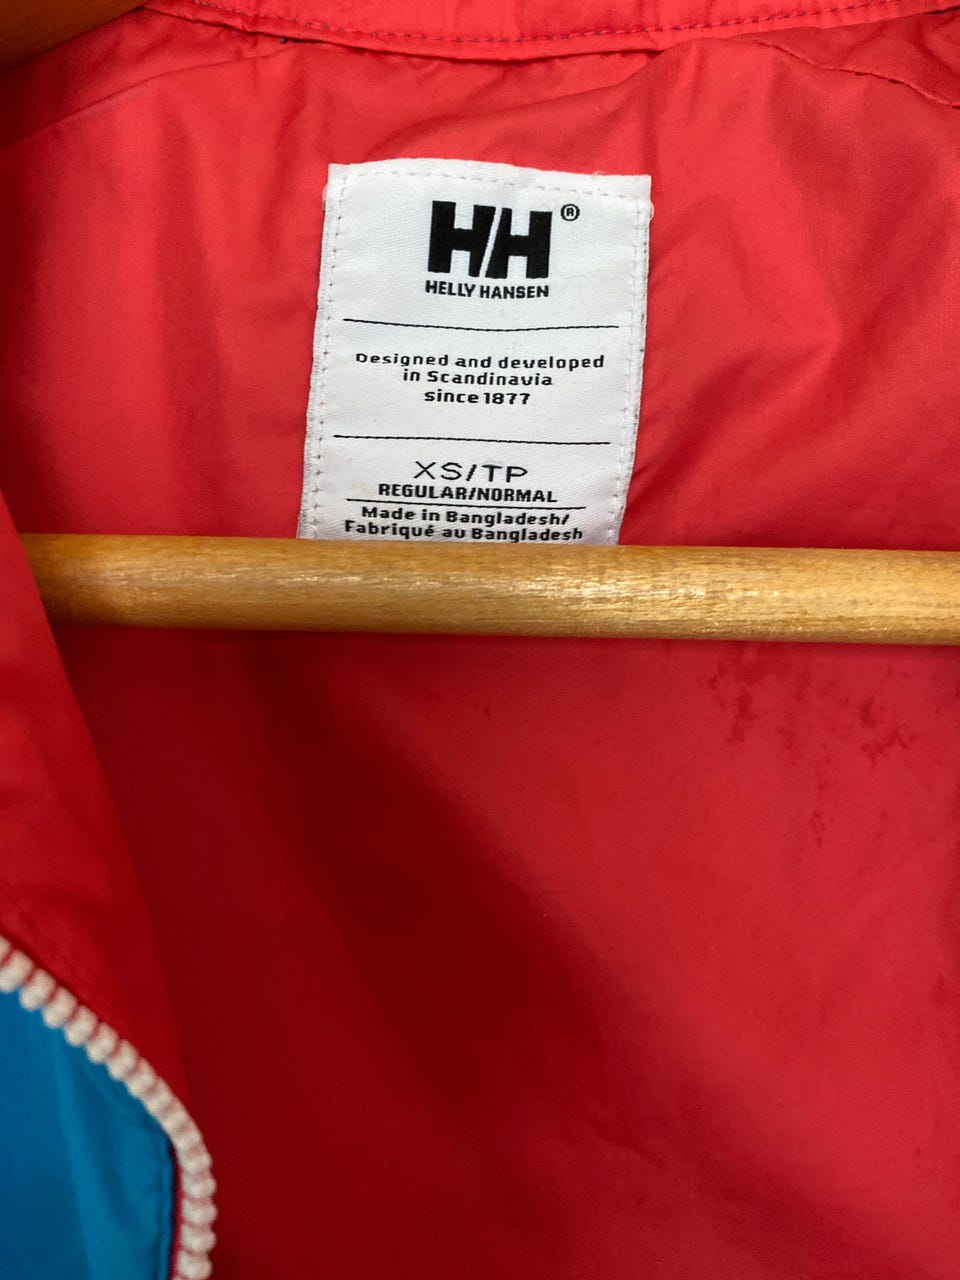 HH®
HELLY HANSEN
Designed and developed
in Scandinavia
since 1877
XS/TP
REGULAR/NORMAL
Made in Bangladesh/
Fabriqué au Bangladesh